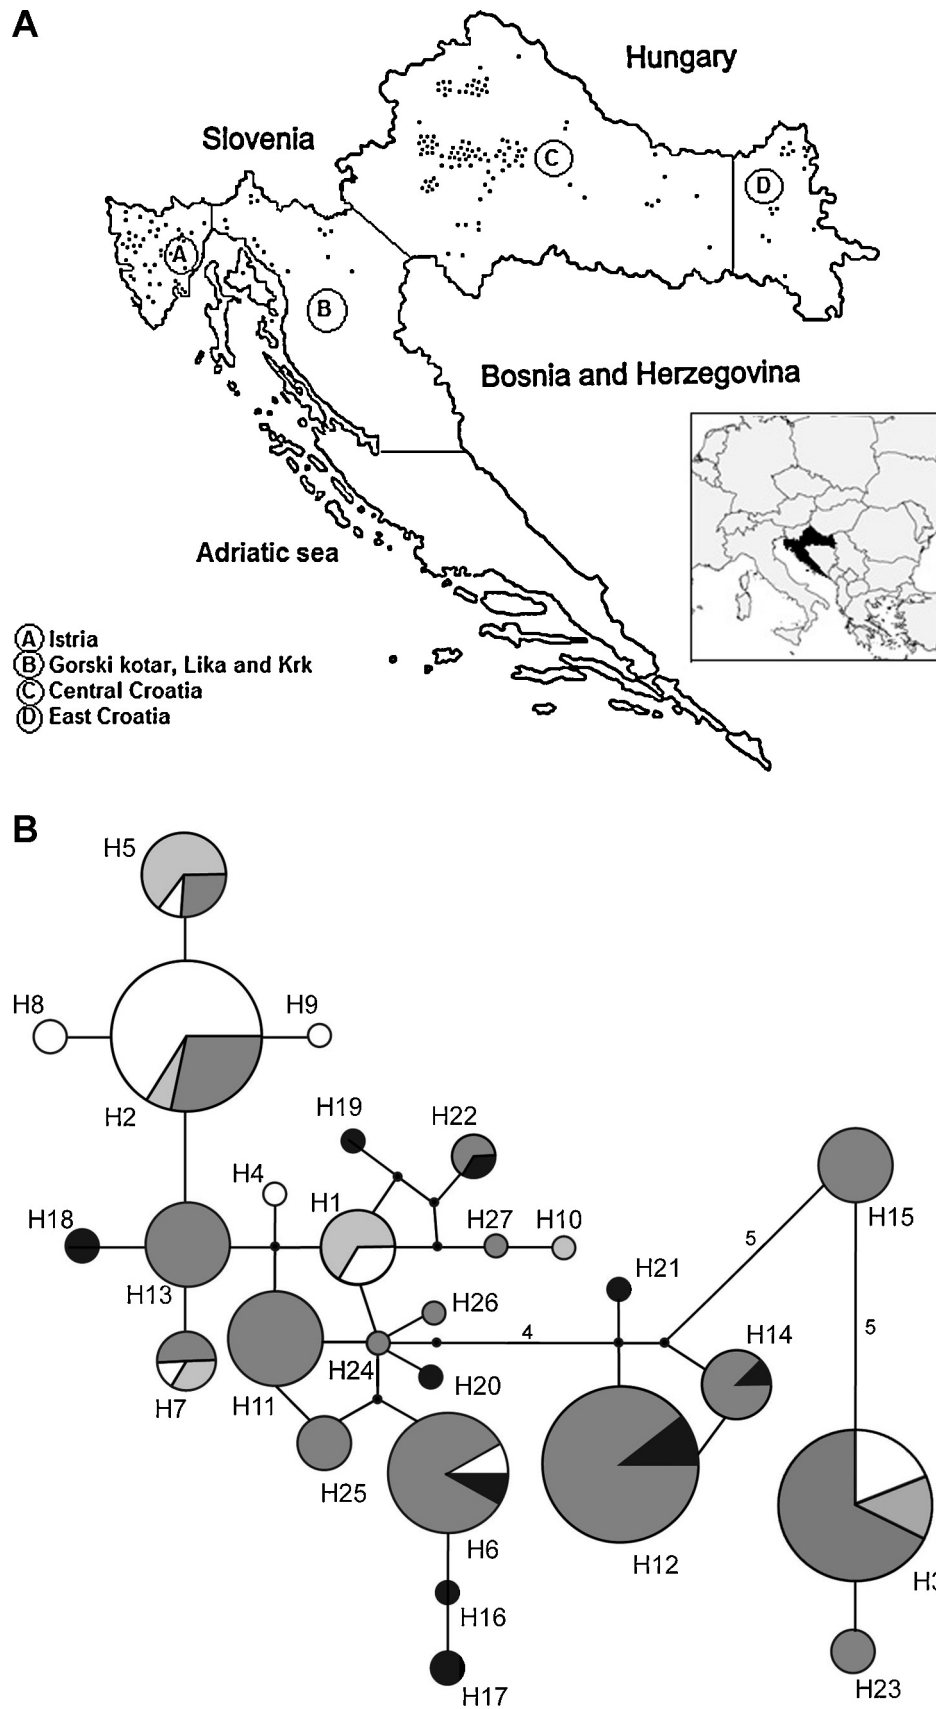 A
Hungary
Slovenia
C
D
A
B
Bosnia and Herzegovina
Adriatic sea
A Istria
B Gorski kotar, Lika and Krk
C Central Croatia
D East Croatia
B
H5
H8
H9
H2
H19
H22
H4
H1
H15
H18
H27
H10
5
H13
H21
H26
4
H14
5
H24
H20
H7
H11
H25
H6
H12
H3
H16
H23
H17